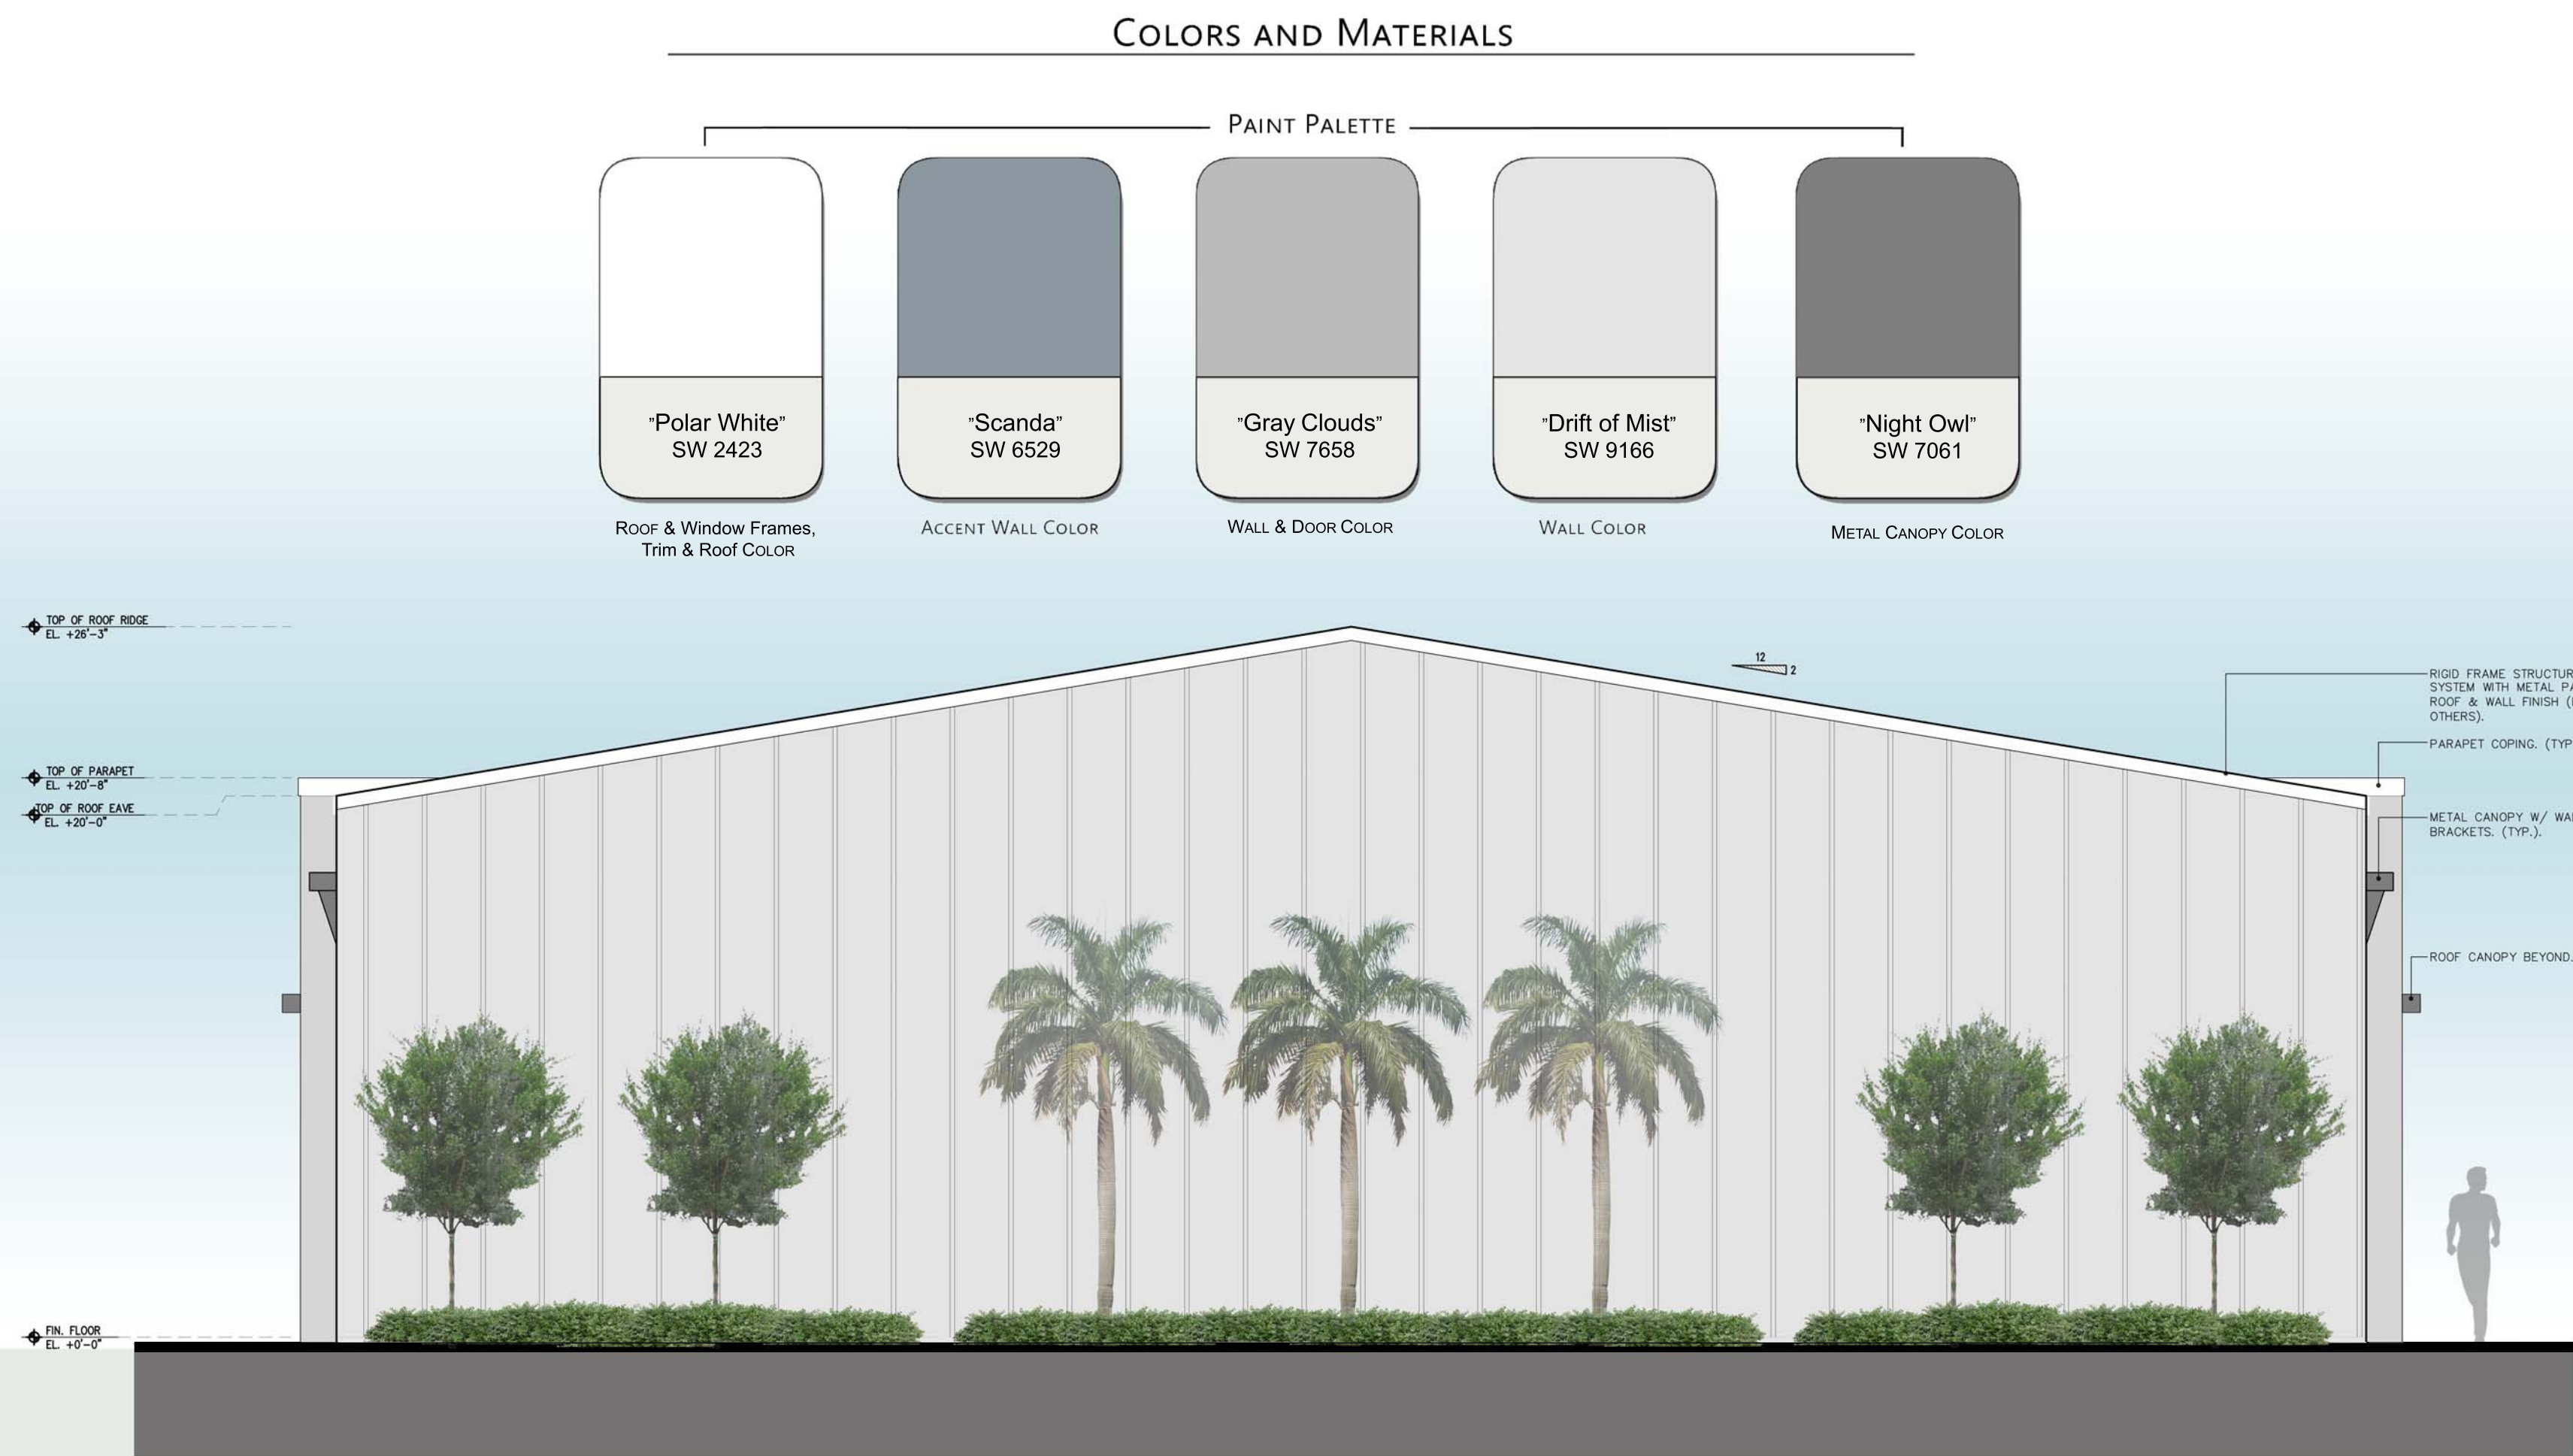 COLORS AND MATERIALS
PAINT PALETTE
"Polar White"
SW 2423
"Scanda"
SW 6529
"Gray Clouds"
SW 7658
"Drift of Mist"
SW 9166
"Night Owl"
SW 7061
ROOF & Window Frames,
Trim & Roof COLOR
ACCENT WALL COLOR
WALL & DOOR COLOR
WALL COLOR
METAL CANOPY COLOR
TOP OF ROOF RIDGE
EL. +26'-3"
12
2
RIGID FRAME
SYSTEM WITH METAL
ROOF & WALL FINISH
OTHERS).
PARAPET COPING.
TOP OF PARAPET
EL. +20'-8"
TOP OF ROOF EAVE
EL. +20'-0"
METAL CANOPY W/
BRACKETS. (TYP.).
ROOF CANOPY BEYOND.
FIN. FLOOR
EL. +0'-0"